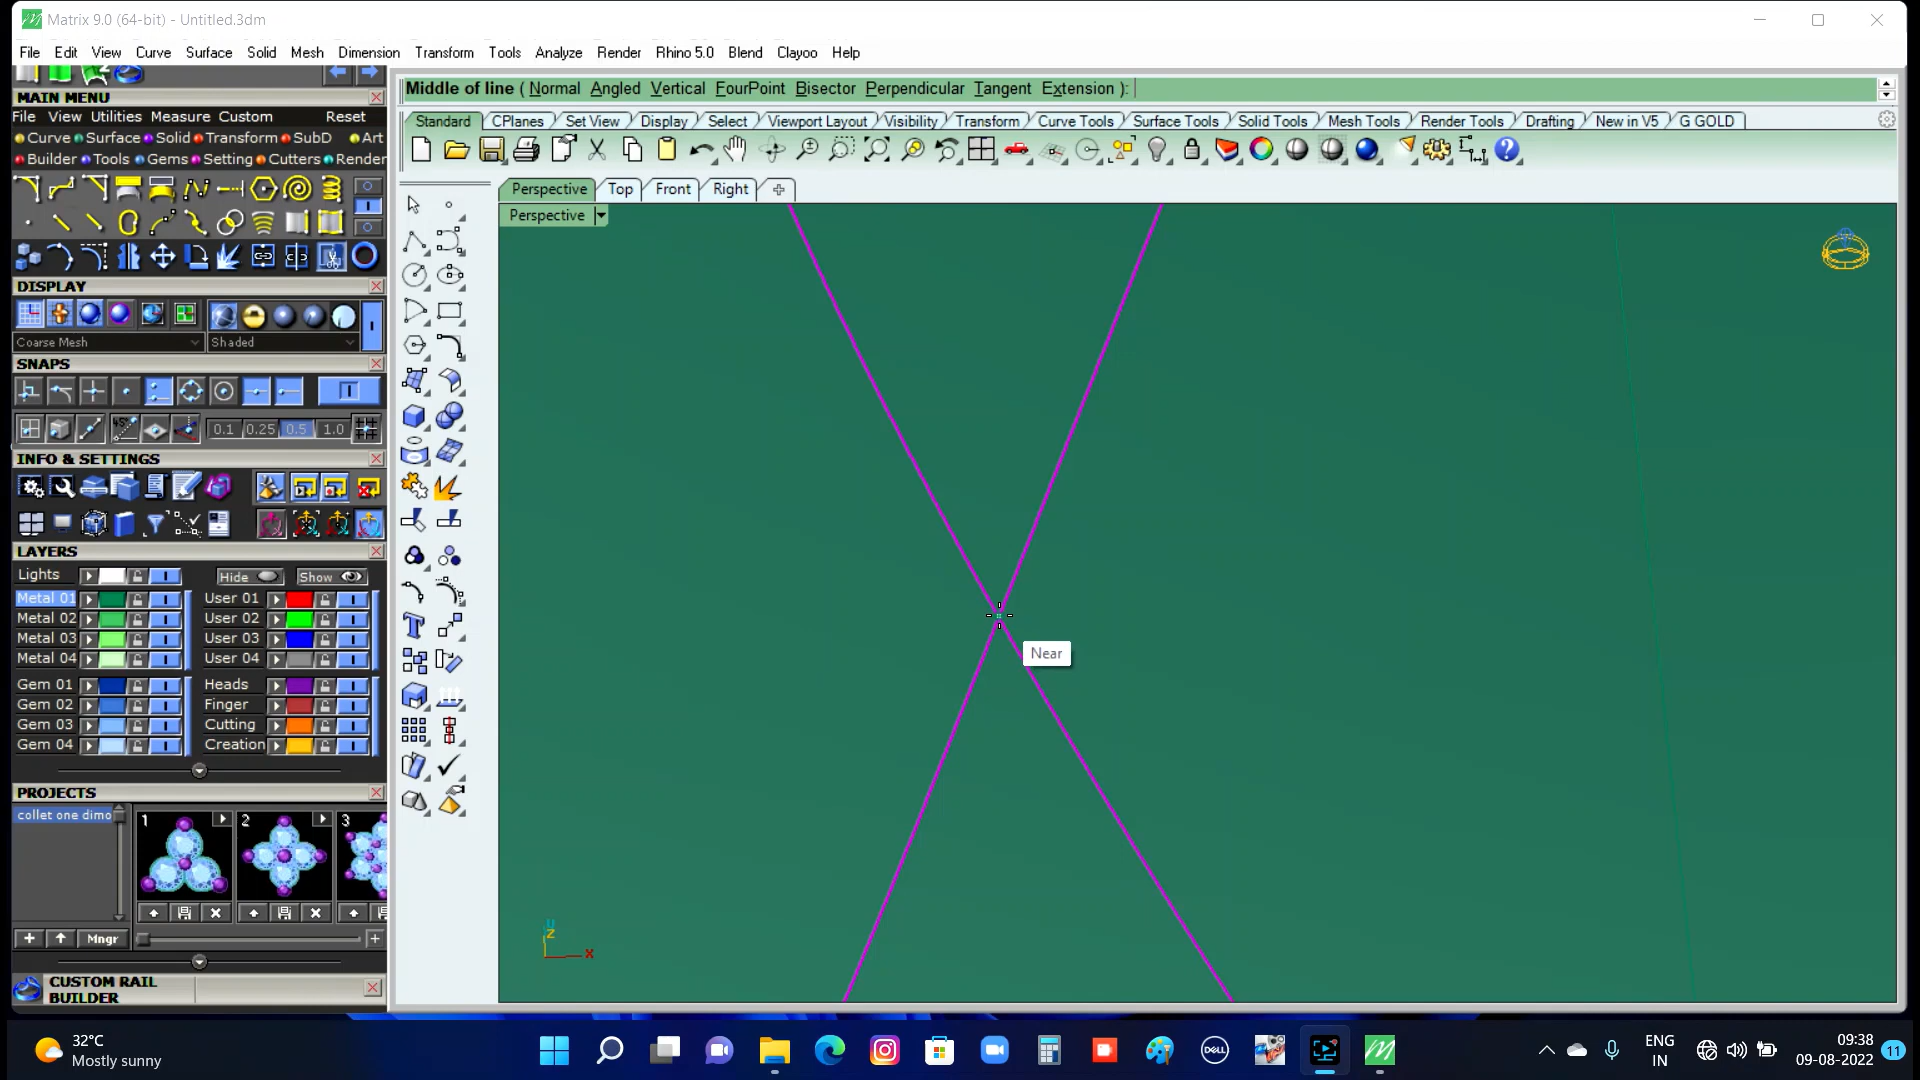 Matrix 9.0 (64-bit) - Untitled.3dm
File Edit View Curve Surface Solid Mesh Dimension Transform Tools Analyze Render Rhino 5.0 Blend Clayoo Help
MAIN MENU
File View Utilities Measure Custom Reset
Curve Surface Solid Transform SubD Art
Builder Tools Gems Setting Cutters Render
DISPLAY
Coarse Mesh Shaded
SNAPS
45°
0.1 0.25 0.5 1.0
INFO & SETTINGS
LAYERS
Lights Hide Show
Metal 01 User 01
Metal 02 User 02
Metal 03 User 03
Metal 04 User 04
Gem 01 Heads
Gem 02 Finger
Gem 03 Cutting
Gem 04 Creation
PROJECTS
collet one dimo
1 2 3
Mngr
CUSTOM RAIL
BUILDER
Middle of line ( Normal Angled Vertical FourPoint Bisector Perpendicular Tangent Extension ):
Standard CPlanes Set View Display Select Viewport Layout Visibility Transform Curve Tools Surface Tools Solid Tools Mesh Tools Render Tools Drafting New in V5 G GOLD
Perspective Top Front Right
Perspective
Near
z
x
32°C
Mostly sunny
DELL
ENG
IN
09:38
09-08-2022
11